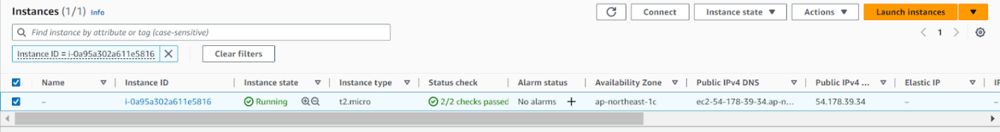 Instances (1/1) Info
Connect Instance state Actions Launch instances
Find instance by attribute or tag (case-sensitive)
1
Instance ID = i-0a95a302a611e5816 Clear filters
Name Instance ID Instance state Instance type Status check Alarm status Availability Zone Public IPv4 DNS Public IPv4 ... Elastic IP IP
– i-0a95a302a611e5816 Running t2.micro 2/2 checks passed No alarms + ap-northeast-1c ec2-54-178-39-34.ap-n... 54.178.39.34 – –